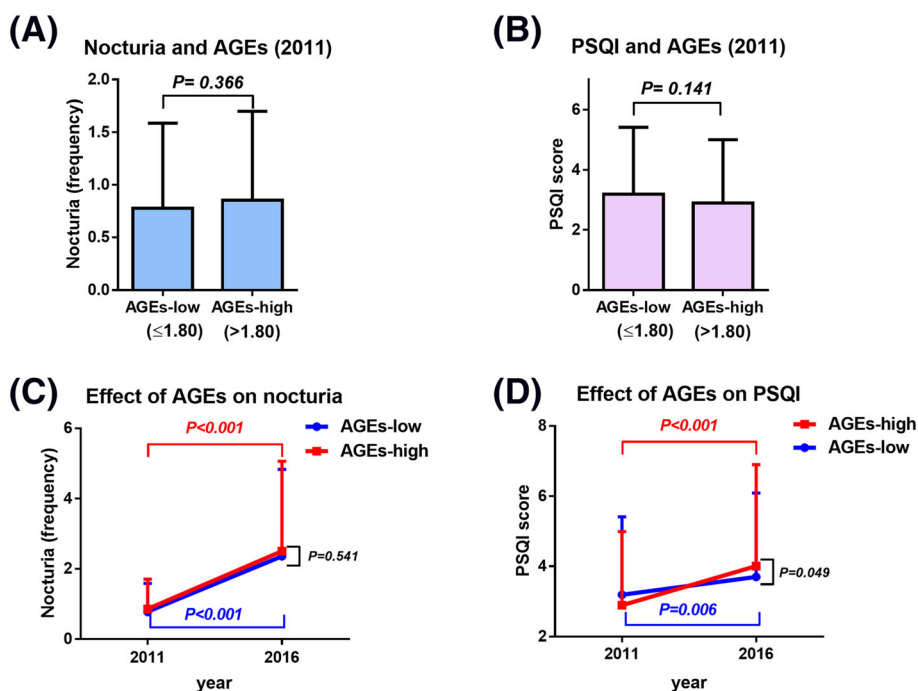 (A)
Nocturia and AGEs (2011)
Nocturia (frequency)
2.0
1.5
1.0
0.5
0.0
P= 0.366
AGEs-low
AGEs-high
(≤1.80)
(>1.80)
(B)
PSQI and AGEs (2011)
PSQI score
6
4
2
0
P= 0.141
AGEs-low
AGEs-high
(≤1.80)
(>1.80)
(C)
Effect of AGEs on nocturia
Nocturia (frequency)
6
4
2
0
P<0.001
AGEs-low
AGEs-high
P=0.541
P<0.001
2011
2016
year
(D)
Effect of AGEs on PSQI
PSQI score
8
6
4
2
P<0.001
AGEs-high
AGEs-low
P=0.049
P=0.006
2011
2016
year